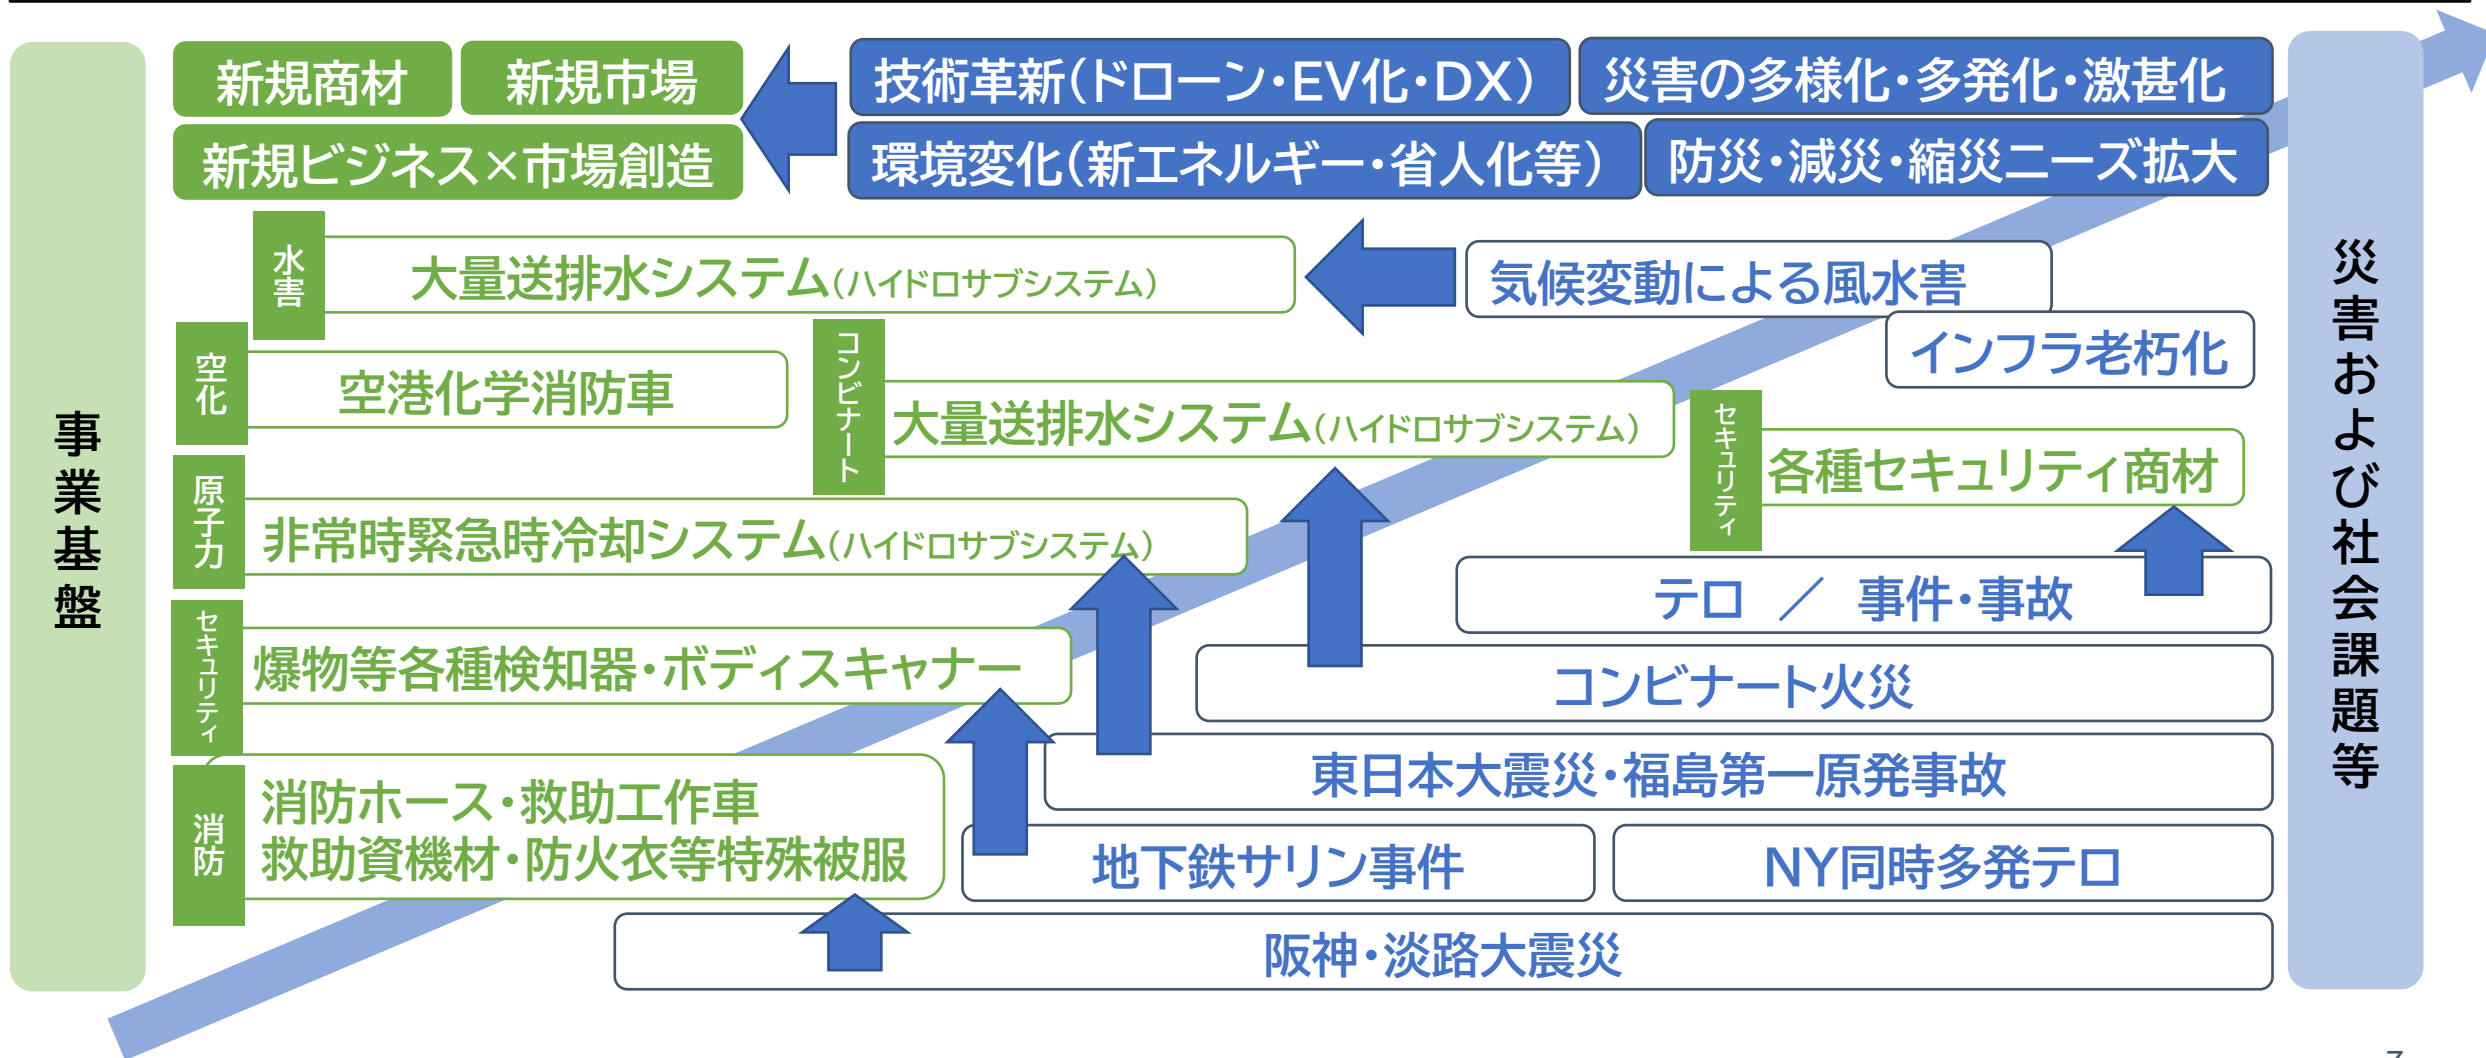 新規商材
新規市場
技術革新(ドローン・EV化・DX)
災害の多様化・多発化・激甚化
新規ビジネス×市場創造
環境変化(新エネルギー・省人化等)
防災・減災・縮災ニーズ拡大
事業基盤
災害および社会課題等
水害
大量送排水システム(ハイドロサブシステム)
気候変動による風水害
インフラ老朽化
空化
空港化学消防車
コンビナート
大量送排水システム(ハイドロサブシステム)
セキュリティ
各種セキュリティ商材
原子力
非常時緊急時冷却システム(ハイドロサブシステム)
テロ ／ 事件・事故
セキュリティ
爆物等各種検知器・ボディスキャナー
コンビナート火災
東日本大震災・福島第一原発事故
消防
消防ホース・救助工作車
救助資機材・防火衣等特殊被服
地下鉄サリン事件
NY同時多発テロ
阪神・淡路大震災